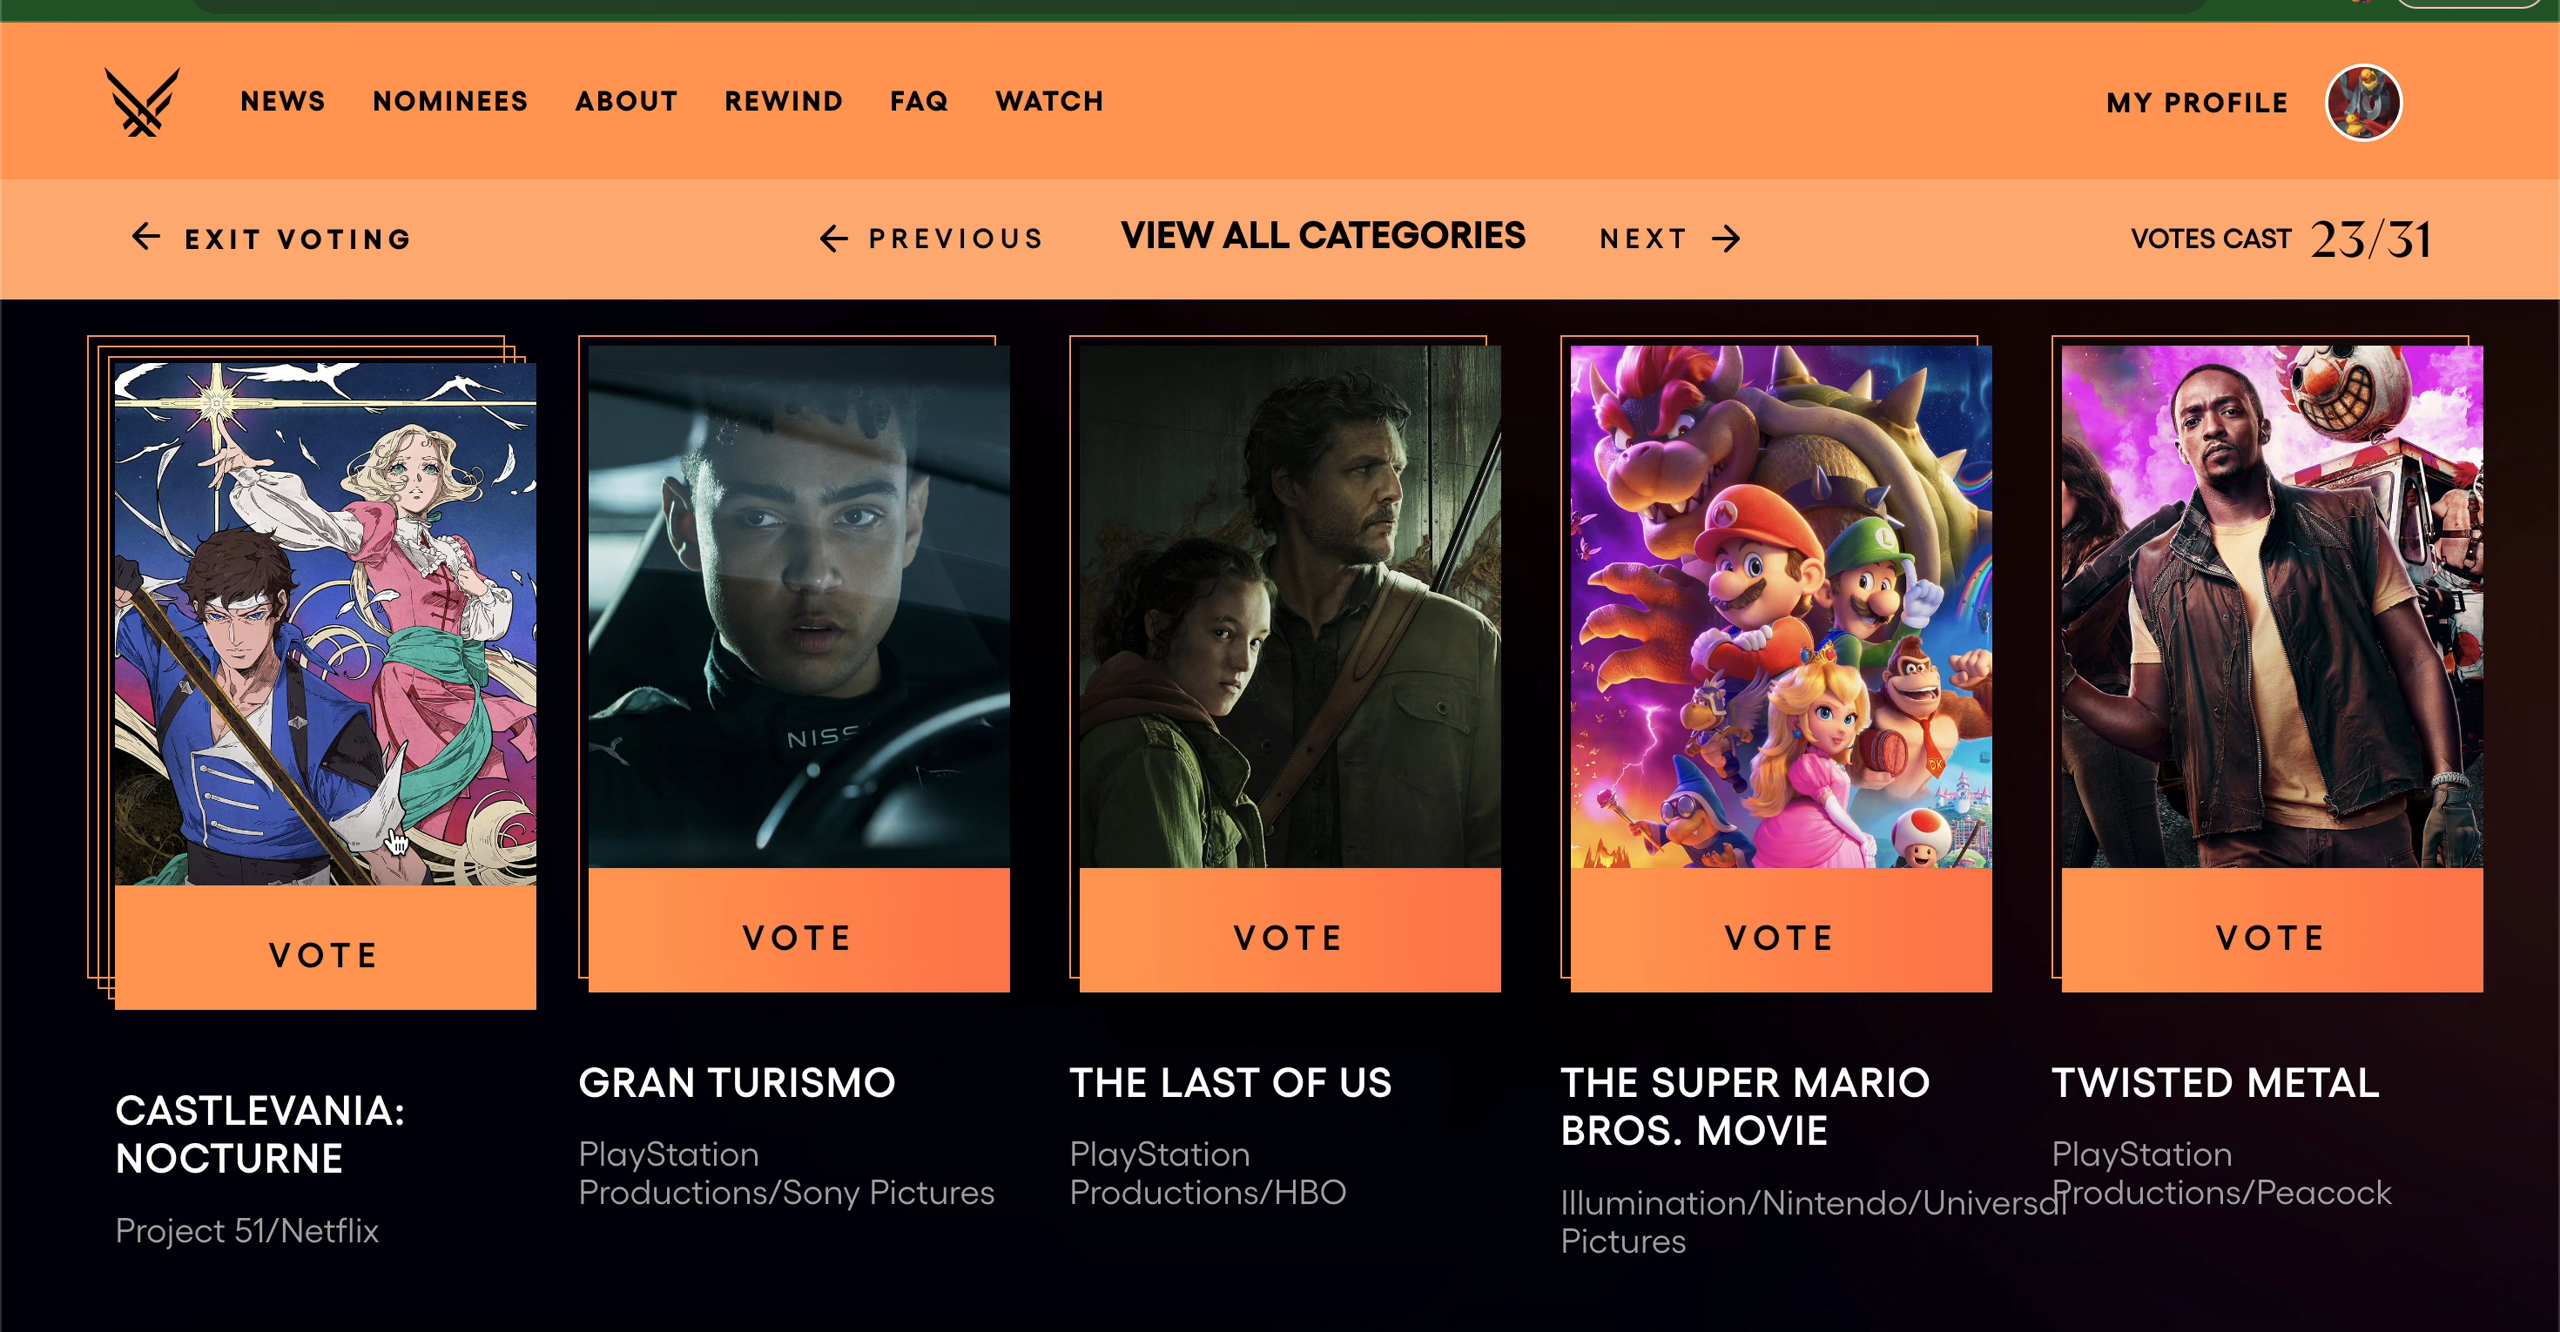 NEWS NOMINEES ABOUT REWIND FAQ WATCH MY PROFILE
EXIT VOTING PREVIOUS VIEW ALL CATEGORIES NEXT VOTES CAST 23/31
L
NISS
DK
VOTE
VOTE
VOTE
VOTE
VOTE
CASTLEVANIA:
NOCTURNE
Project 51/Netflix
GRAN TURISMO
PlayStation
Productions/Sony Pictures
THE LAST OF US
PlayStation
Productions/HBO
THE SUPER MARIO
BROS. MOVIE
Illumination/Nintendo/Universal
Pictures
TWISTED METAL
PlayStation
Productions/Peacock